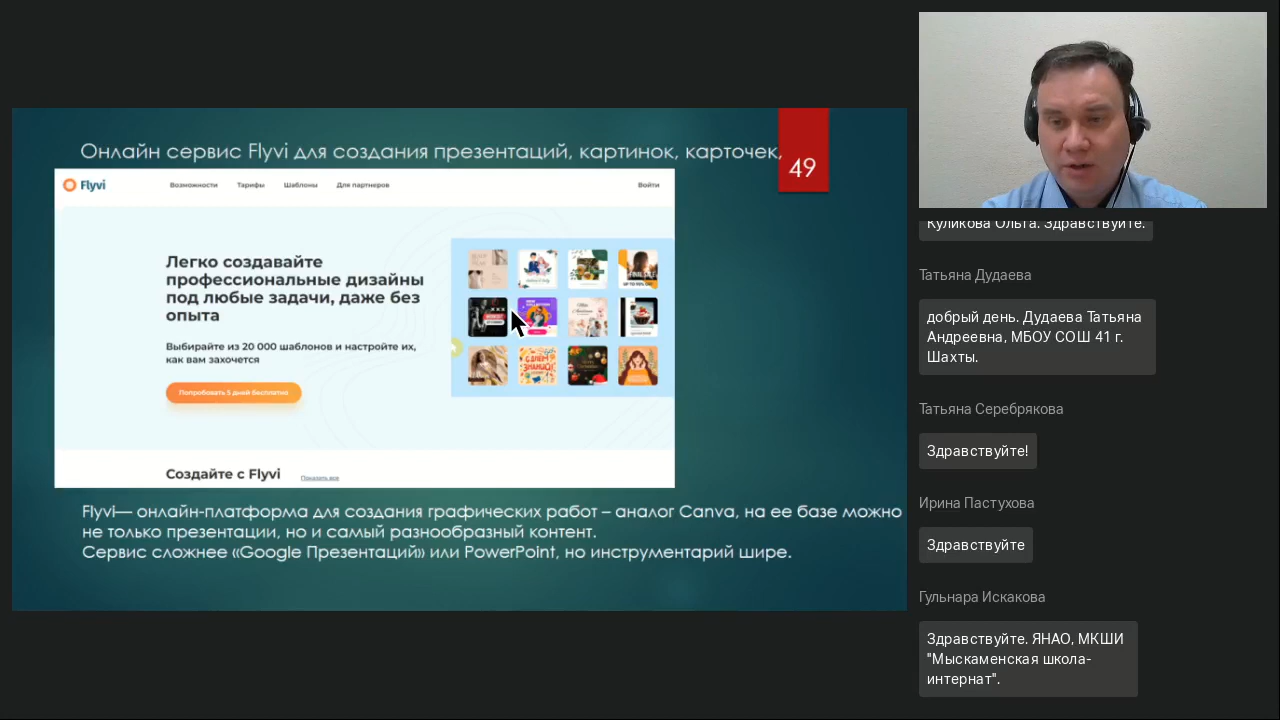 Онлайн сервис Flyvi для создания презентаций, картинок, карточек,
49
Flyvi
Возможности Тарифы Шаблоны Для партнеров Войти
Легко создавайте
профессиональные дизайны
под любые задачи, даже без
опыта
Выбирайте из 20 000 шаблонов и настройте их,
как вам захочется
Попробовать 5 дней бесплатно
С ДНЕМ
ЗНАНИЙ!
Создайте с Flyvi Показать все
Flyvi— онлайн-платформа для создания графических работ – аналог Canva, на ее базе можно
не только презентации, но и самый разнообразный контент.
Сервис сложнее «Google Презентаций» или PowerPoint, но инструментарий шире.
Куликова Ольга. Здравствуйте.
Татьяна Дудаева
добрый день. Дудаева Татьяна
Андреевна, МБОУ СОШ 41 г.
Шахты.
Татьяна Серебрякова
Здравствуйте!
Ирина Пастухова
Здравствуйте
Гульнара Искакова
Здравствуйте. ЯНАО, МКШИ
"Мыскаменская школа-
интернат".